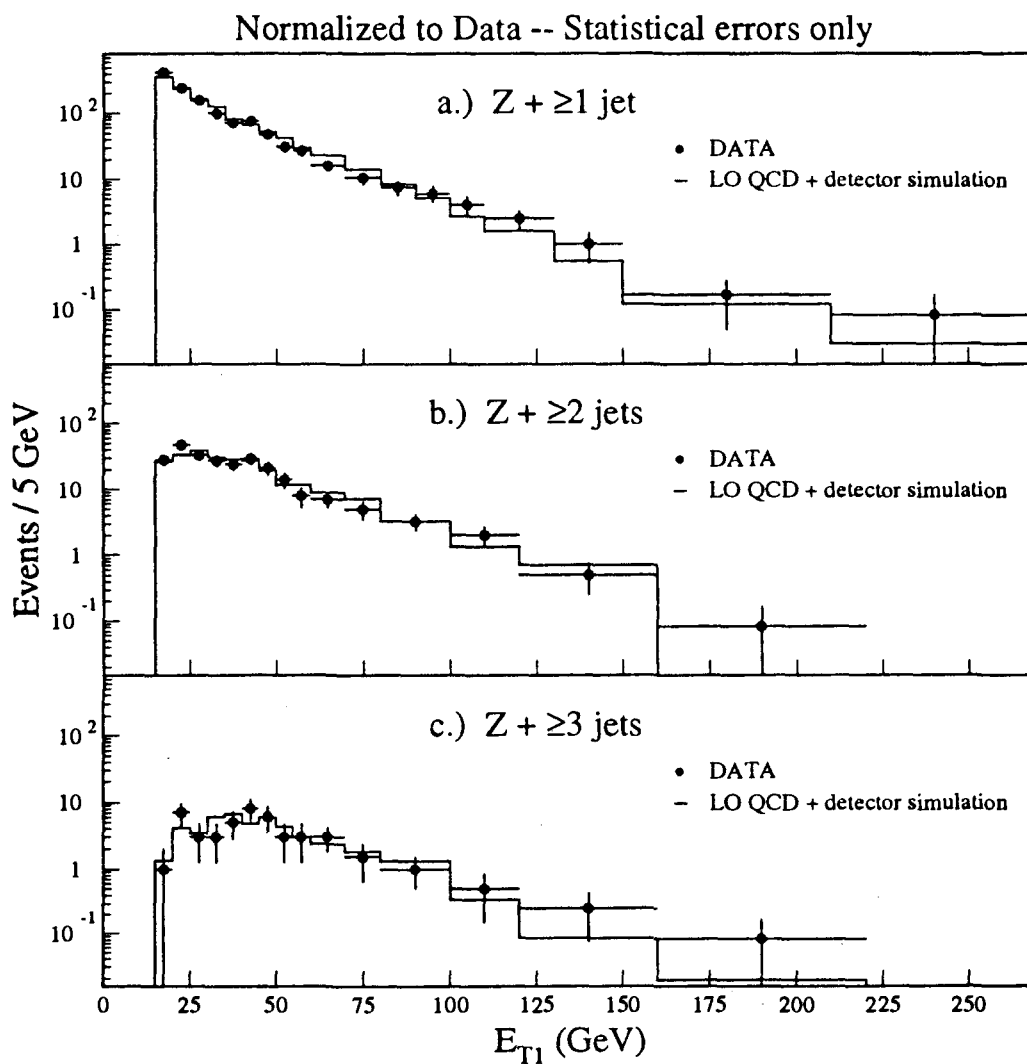 Normalized to Data -- Statistical errors only
a.) Z + ≥1 jet
DATA
LO QCD + detector simulation
10 2
10
1
10 -1
b.) Z + ≥2 jets
DATA
LO QCD + detector simulation
10 2
10
1
10 -1
c.) Z + ≥3 jets
DATA
LO QCD + detector simulation
10 2
10
1
10 -1
Events / 5 GeV
0 25 50 75 100 125 150 175 200 225 250
E_T1 (GeV)